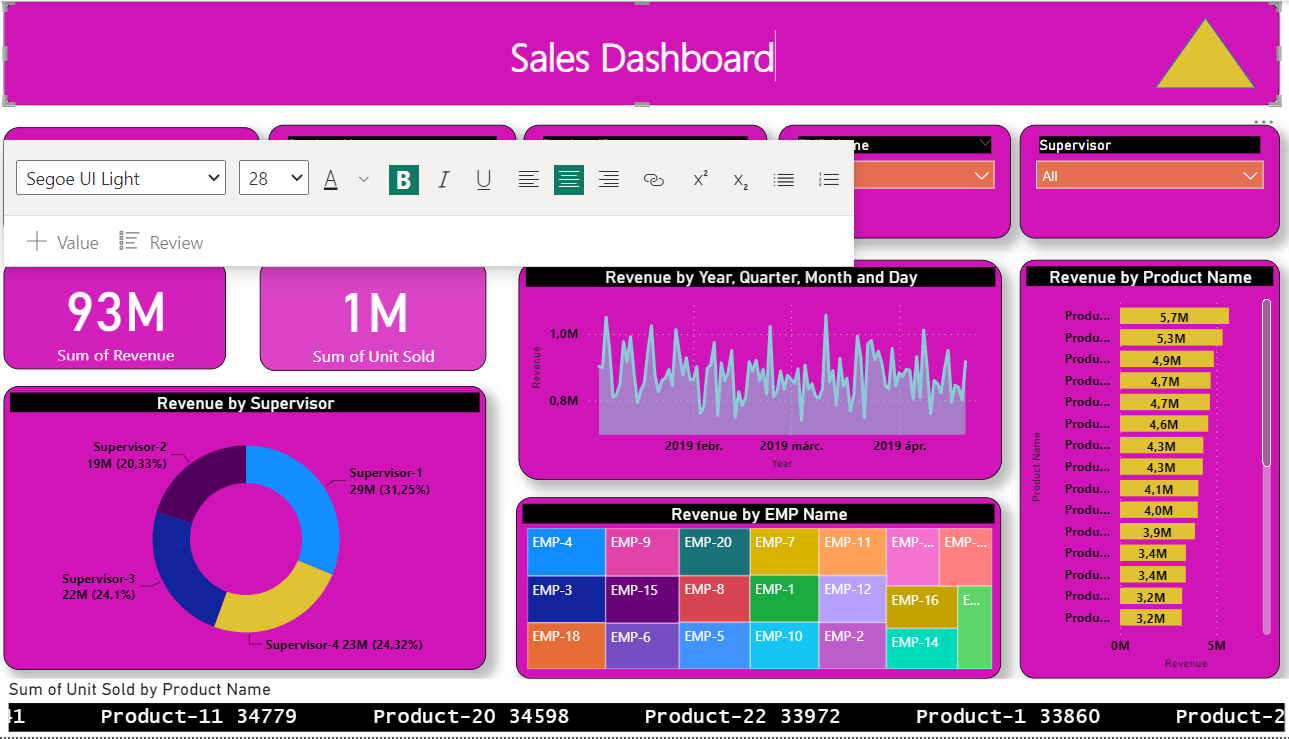 Sales Dashboard
Supervisor
All
Segoe UI Light
28
A
B
I
U
x²
x₂
Value
Review
93M
Sum of Revenue
1M
Sum of Unit Sold
Revenue by Year, Quarter, Month and Day
1,0M
0,8M
Revenue
2019 febr.
2019 márc.
2019 ápr.
Year
Revenue by Product Name
Product Name
Produ... 5,7M
Produ... 5,3M
Produ... 4,9M
Produ... 4,7M
Produ... 4,7M
Produ... 4,6M
Produ... 4,3M
Produ... 4,3M
Produ... 4,1M
Produ... 4,0M
Produ... 3,9M
Produ... 3,4M
Produ... 3,4M
Produ... 3,2M
Produ... 3,2M
0M
5M
Revenue
Revenue by Supervisor
Supervisor-2
19M (20,33%)
Supervisor-1
29M (31,25%)
Supervisor-3
22M (24,1%)
Supervisor-4 23M (24,32%)
Revenue by EMP Name
EMP-4
EMP-9
EMP-20
EMP-7
EMP-11
EMP-...
EMP-...
EMP-3
EMP-15
EMP-8
EMP-1
EMP-12
EMP-16
E...
EMP-18
EMP-6
EMP-5
EMP-10
EMP-2
EMP-14
Sum of Unit Sold by Product Name
Product-11 34779 Product-20 34598 Product-22 33972 Product-1 33860 Product-2